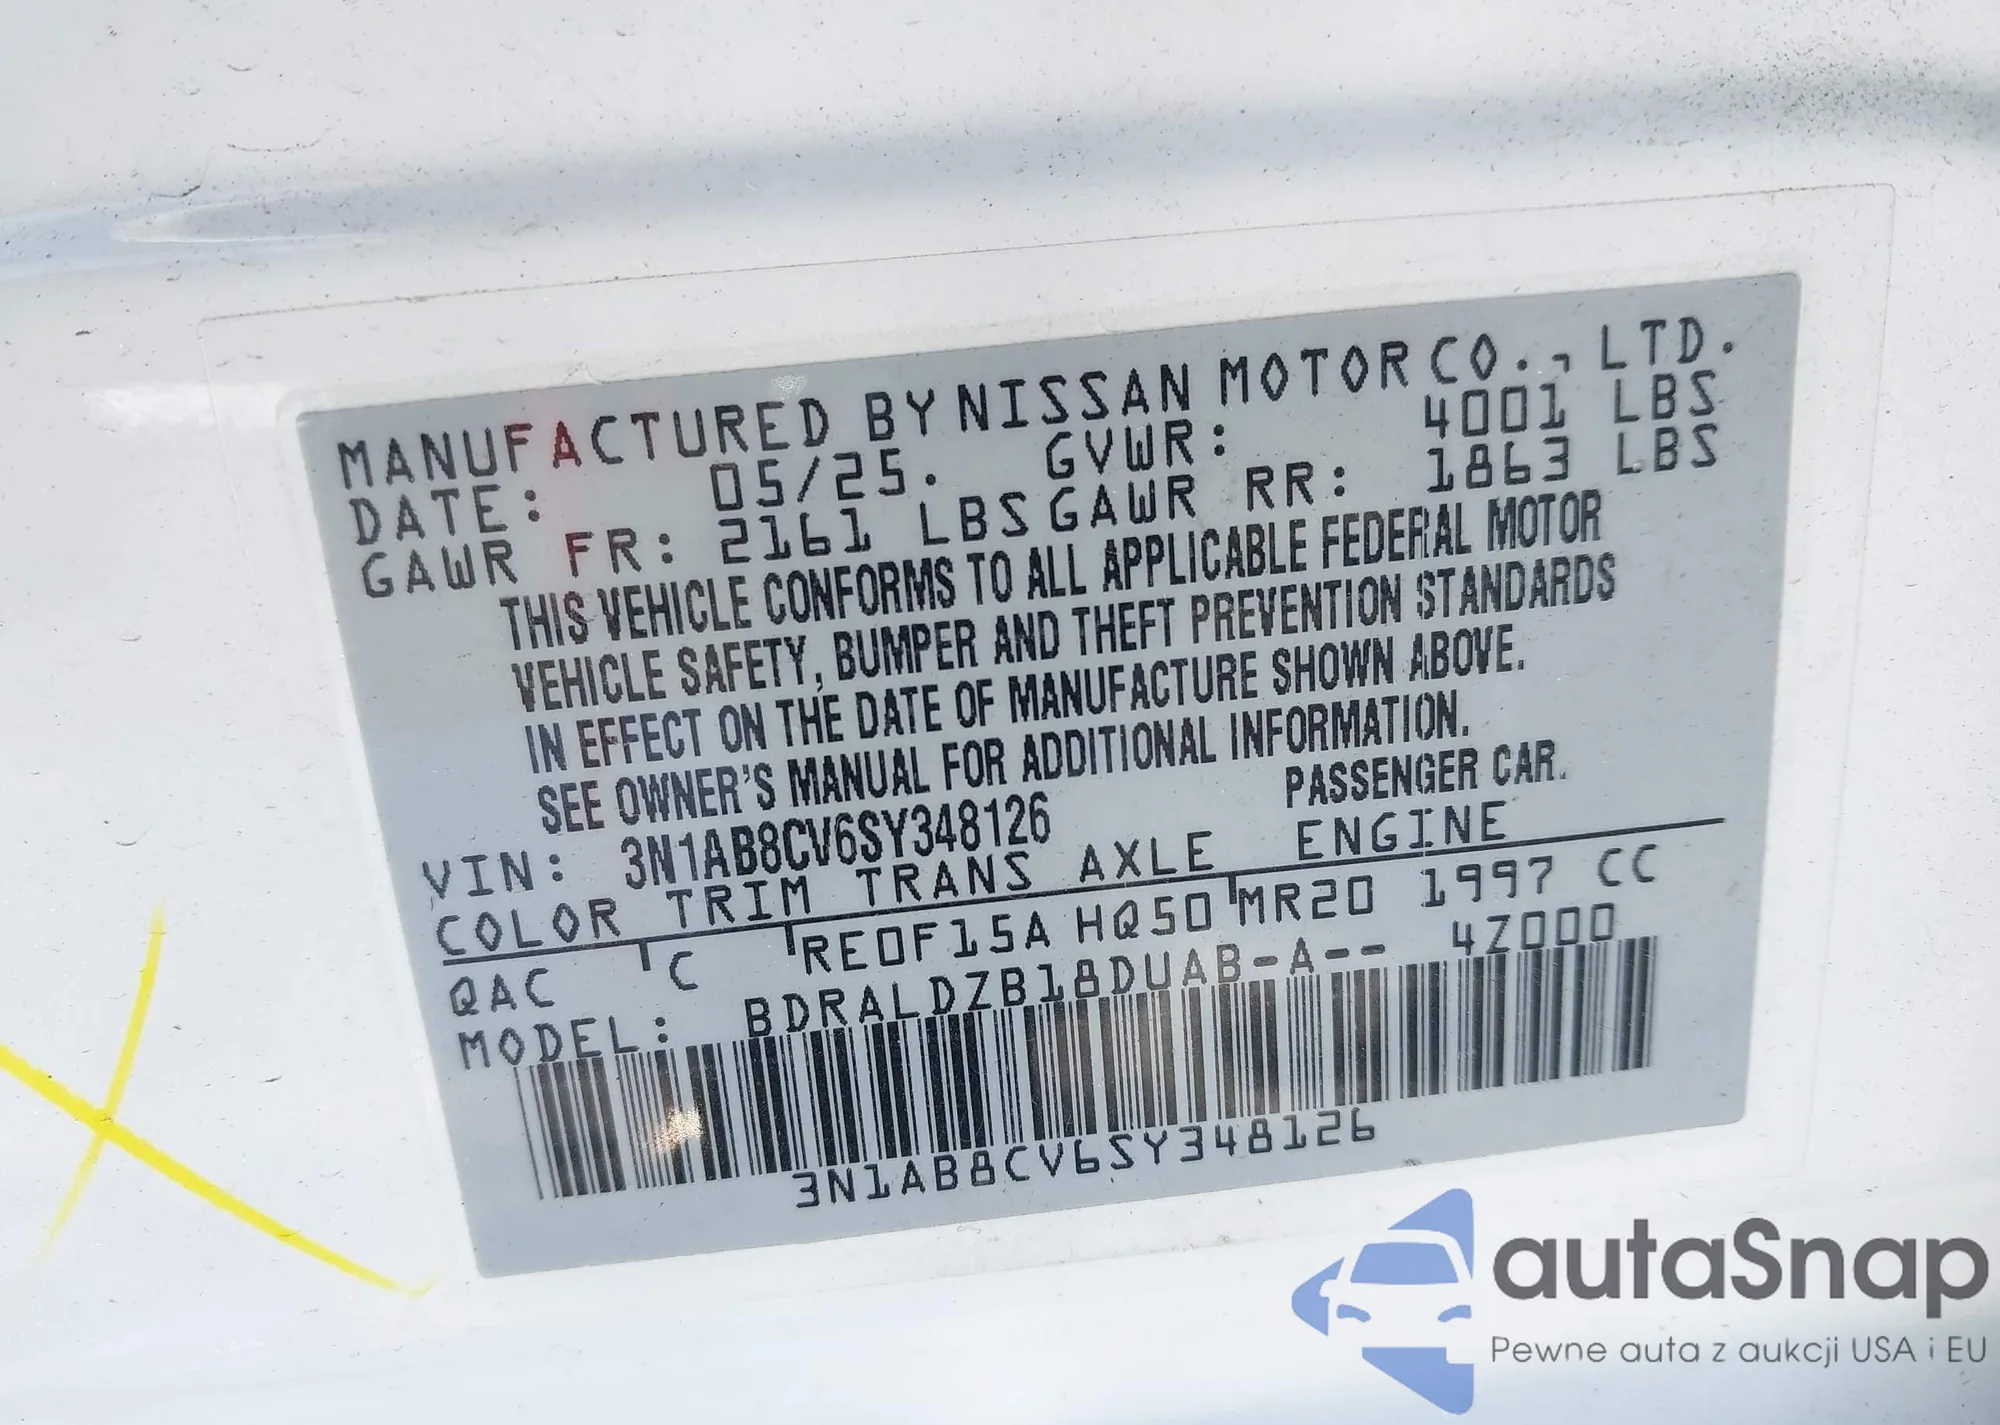 MANUFACTURED BY NISSAN MOTOR CO., LTD.
DATE: 05/25. GVWR: 4001 LBS
GAWR FR: 2161 LBS GAWR RR: 1863 LBS
THIS VEHICLE CONFORMS TO ALL APPLICABLE FEDERAL MOTOR
VEHICLE SAFETY, BUMPER AND THEFT PREVENTION STANDARDS
IN EFFECT ON THE DATE OF MANUFACTURE SHOWN ABOVE.
SEE OWNER'S MANUAL FOR ADDITIONAL INFORMATION.
VIN: 3N1AB8CV6SY348126 PASSENGER CAR.
COLOR TRIM TRANS AXLE ENGINE
QAC C RE0F15A HQ50 MR20 1997 CC
MODEL: BDRALDZB18DUAB-A-- 4Z000
3N1AB8CV6SY348126
autaSnap
Pewne auta z aukcji USA i EU